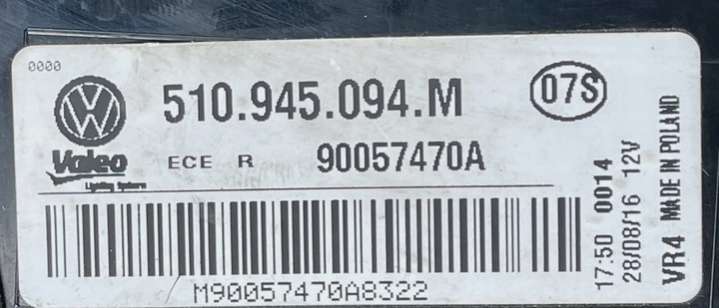 0000
510.945.094.M
07S
Valeo
Lighting Systems
ECE R
90057470A
M90057470A8322
17:50 0014
28/08/16 12V
VR4 MADE IN POLAND